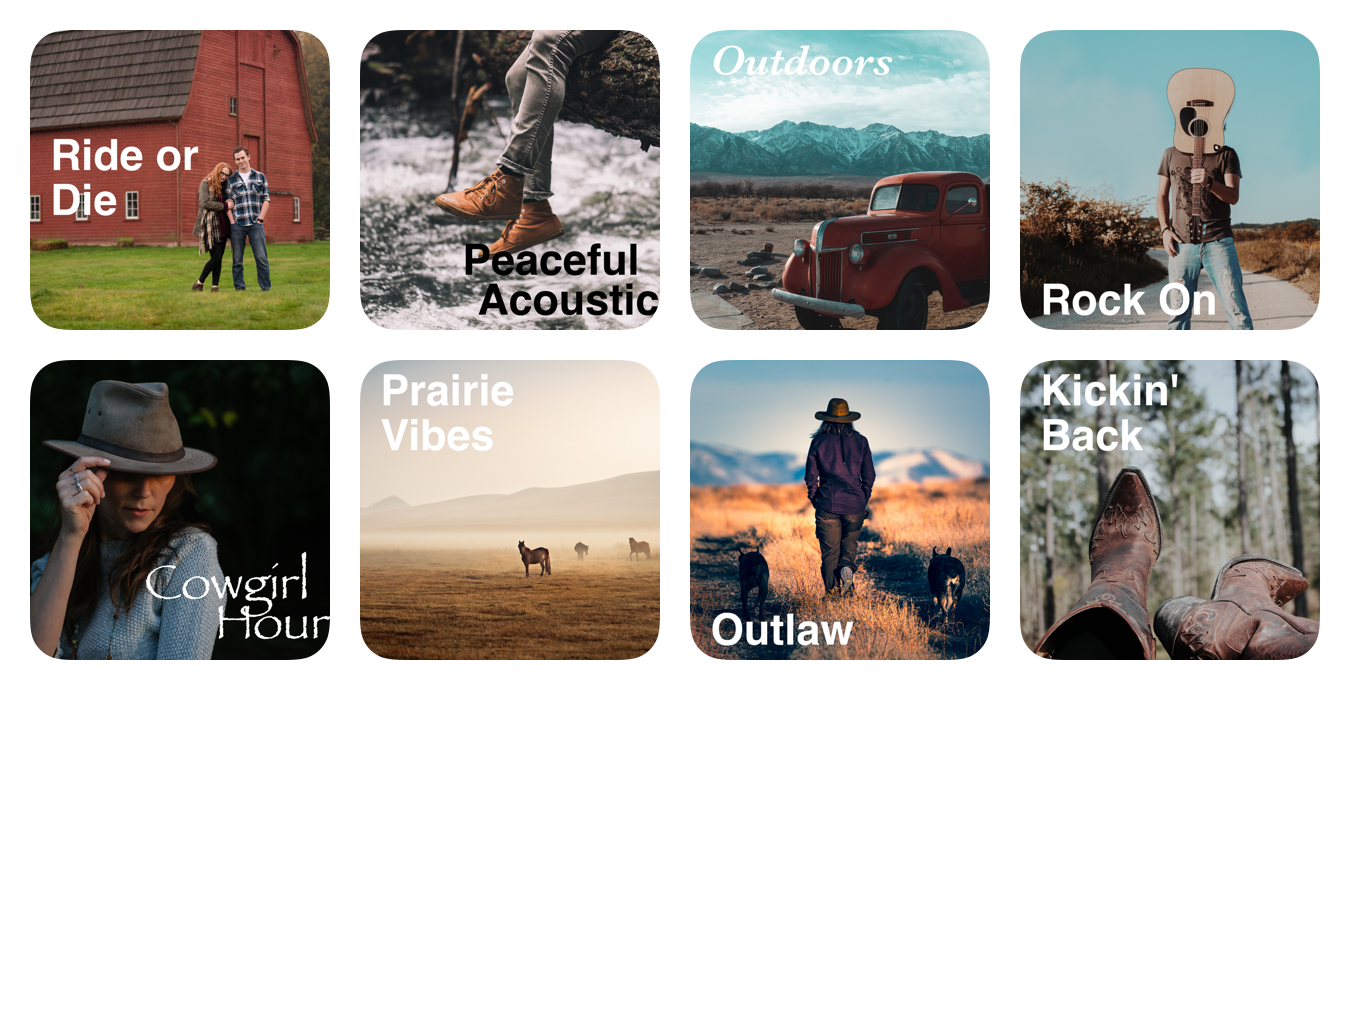 Ride or
Die
Peaceful
Acoustic
Outdoors
Rock On
Cowgirl
Hour
Prairie
Vibes
Outlaw
Kickin'
Back